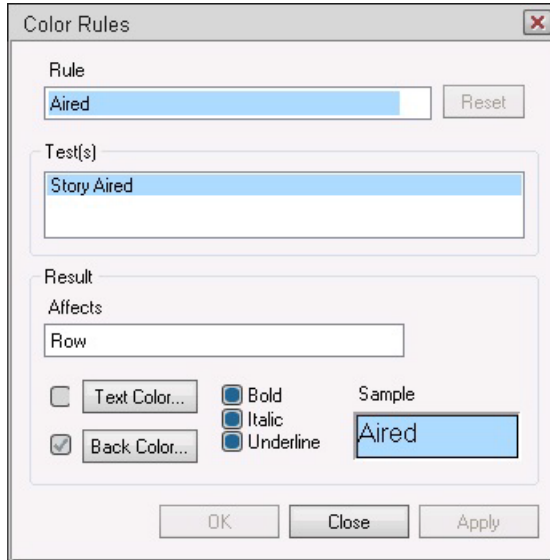 Color Rules
Rule
Aired
Reset
Test(s)
Story Aired
Result
Affects
Row
Text Color...
Bold
Italic
Underline
Sample
Back Color...
Aired
OK
Close
Apply